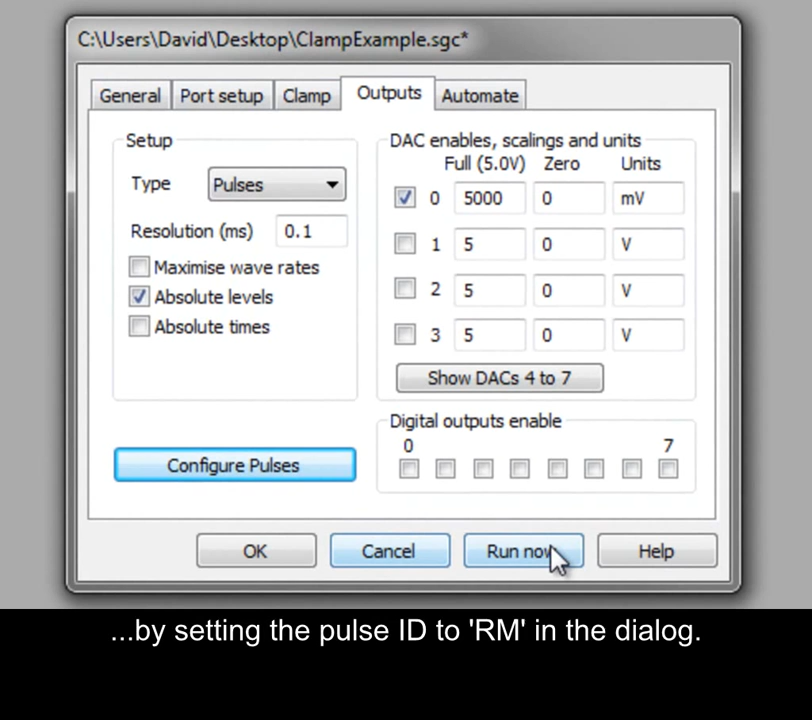 C:\Users\David\Desktop\ClampExample.sgc*
General Port setup Clamp Outputs Automate
Setup
Type Pulses
Resolution (ms) 0.1
Maximise wave rates
Absolute levels
Absolute times
Configure Pulses
DAC enables, scalings and units
Full (5.0V) Zero Units
0 5000 0 mV
1 5 0 V
2 5 0 V
3 5 0 V
Show DACs 4 to 7
Digital outputs enable
0 7
OK Cancel Run now Help
...by setting the pulse ID to 'RM' in the dialog.